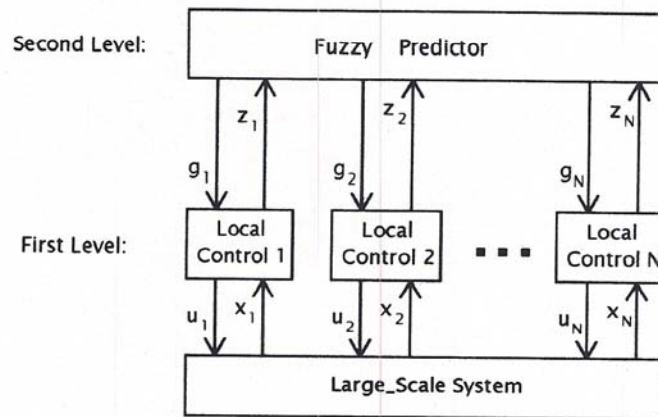 Second Level:
Fuzzy Predictor
z1
z2
zN
g1
g2
gN
First Level:
Local
Control 1
Local
Control 2
Local
Control N
u1
x1
u2
x2
uN
xN
Large_Scale System